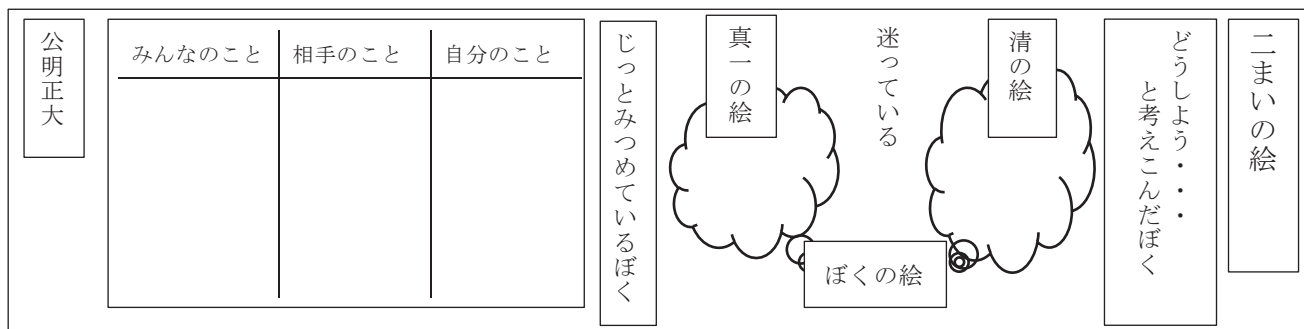 二まいの絵
どうしよう・・・
と考えこんだぼく
清の絵
迷っている
真一の絵
ぼくの絵
じっとみつめているぼく
自分のこと
相手のこと
みんなのこと
公明正大